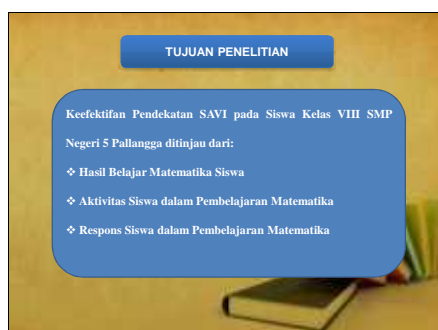 TUJUAN PENELITIAN
Keefektifan Pendekatan SAVI pada Siswa Kelas VIII SMP
Negeri 5 Pallangga ditinjau dari:
❖ Hasil Belajar Matematika Siswa
❖ Aktivitas Siswa dalam Pembelajaran Matematika
❖ Respons Siswa dalam Pembelajaran Matematika